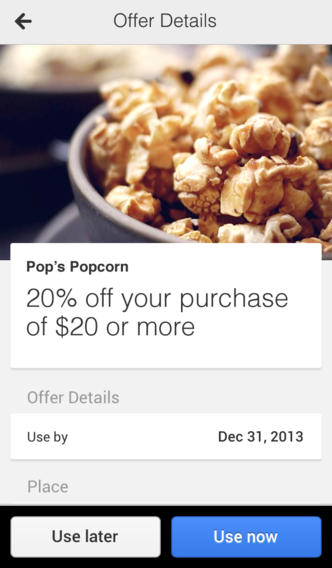 Offer Details
Pop's Popcorn
20% off your purchase
of $20 or more
Offer Details
Use by Dec 31, 2013
Place
Use later Use now